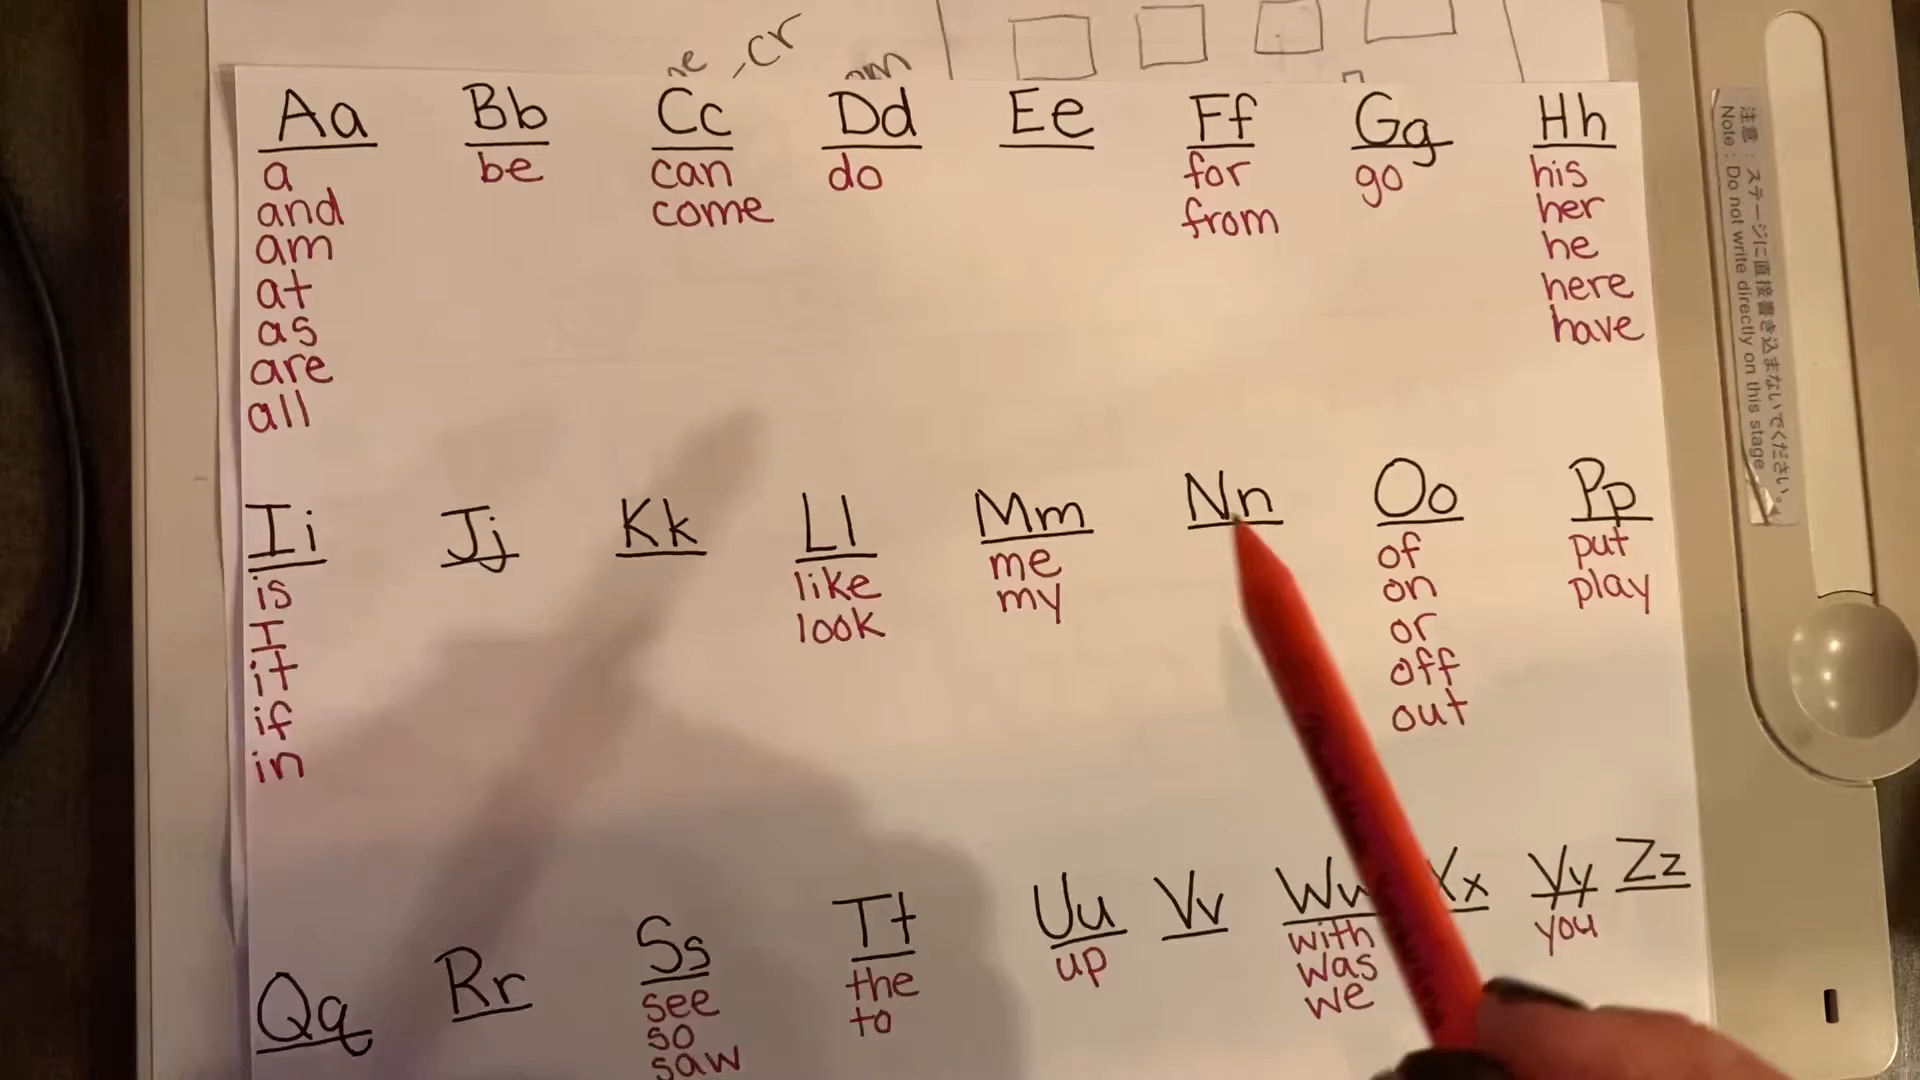 cr
Aa
a
and
am
at
as
are
all
Bb
be
Cc
can
come
Dd
do
Ee
Ff
for
from
Gg
go
Hh
his
her
he
here
have
Ii
is
I
it
if
in
Jj
Kk
Ll
like
look
Mm
me
my
Nn
Oo
of
on
or
off
out
Pp
put
play
Qq
Rr
Ss
see
so
saw
Tt
the
to
Uu
up
Vv
Ww
with
was
we
Xx
Yy
you
Zz
注意：ステージに直接書き込まないでください。
Note : Do not write directly on this stage